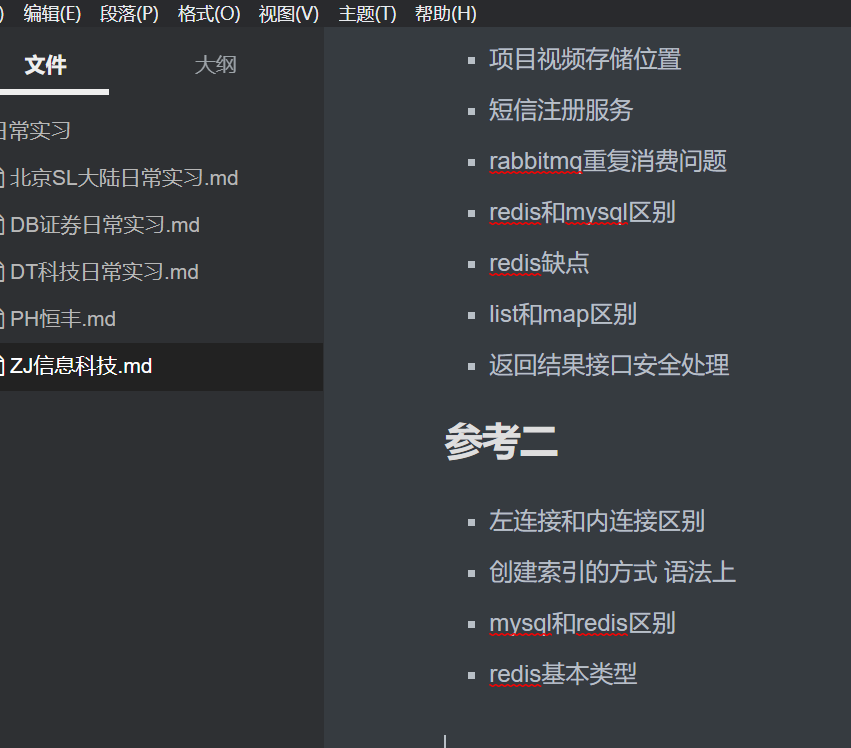 ) 编辑(E) 段落(P) 格式(O) 视图(V) 主题(T) 帮助(H)
文件 大纲
日常实习
北京SL大陆日常实习.md
DB证券日常实习.md
DT科技日常实习.md
PH恒丰.md
ZJ信息科技.md
项目视频存储位置
短信注册服务
rabbitmq重复消费问题
redis和mysql区别
redis缺点
list和map区别
返回结果接口安全处理
参考二
左连接和内连接区别
创建索引的方式 语法上
mysql和redis区别
redis基本类型